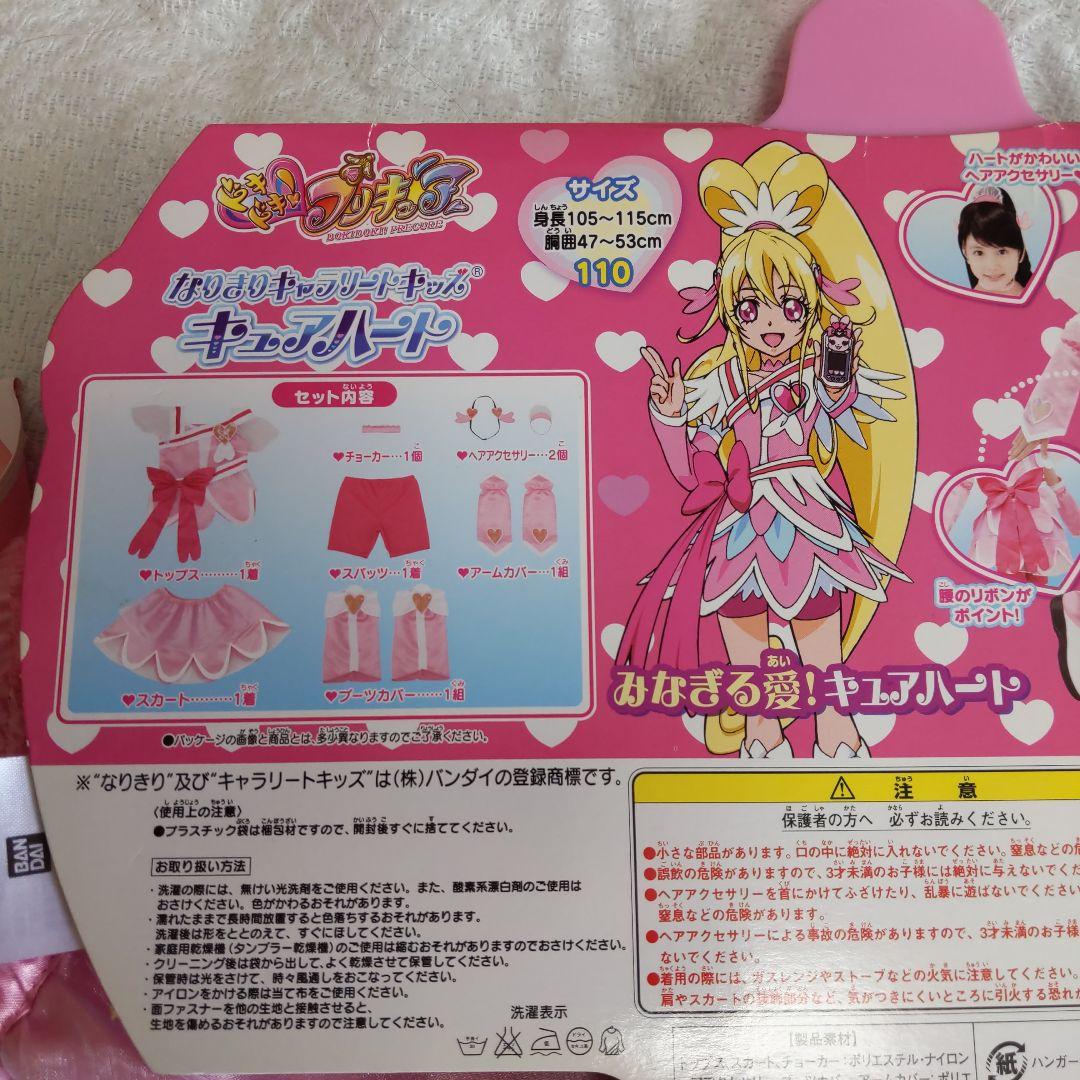 ドキドキ!
プリキュア
DOKIDOKI! PRECURE
なりきりキャラリートキッズ®
キュアハート
サイズ
身長105～115cm
胴囲47～53cm
110
ハートがかわいい
ヘアアクセサリー♥
セット内容
♥チョーカー…1個
♥ヘアアクセサリー…2個
♥トップス………1着
♥スパッツ…1着
♥アームカバー…1組
♥スカート………1着
♥ブーツカバー……1組
腰のリボンが
ポイント!
みなぎる愛!キュアハート
●パッケージの画像と商品とは、多少異なりますのでご了承ください。
※“なりきり”及び“キャラリートキッズ”は(株)バンダイの登録商標です。
〈使用上の注意〉
●プラスチック袋は梱包材ですので、開封後すぐに捨ててください。
お取り扱い方法
・洗濯の際には、無けい光洗剤をご使用ください。また、酸素系漂白剤のご使用は
おさけください。色がかわるおそれがあります。
・濡れたままで長時間放置すると色落ちするおそれがあります。
洗濯後は形をととのえて、すぐにほしてください。
・家庭用乾燥機(タンブラー乾燥機)のご使用は縮むおそれがありますのでおさけください。
・クリーニング後は袋から出して、よく乾燥させて保管してください。
・保管時は光をさけて、時々風通しをおこなってください。
・アイロンをかける際は当て布をご使用ください。
・面ファスナーを他の生地と接触させると、
生地を傷めるおそれがありますので注意してください。
洗濯表示
ドライ
BAN
DAI
⚠ 注意
保護者の方へ 必ずお読みください。
●小さな部品があります。口の中に絶対に入れないでください。窒息などの危
●誤飲の危険がありますので、3才未満のお子様には絶対に与えないでくだ
●ヘアアクセサリーを首にかけてふざけたり、乱暴に遊ばないでください
窒息などの危険があります。
●ヘアアクセサリーによる事故の危険がありますので、3才未満のお子様
ないでください。
●着用の際には、ガスレンジやストーブなどの火気に注意してください。
肩やスカートの装飾部分など、気がつきにくいところに引火する恐れが
【製品素材】
トップス、スカート、チョーカー:ポリエステル・ナイロン
紙
ハンガー